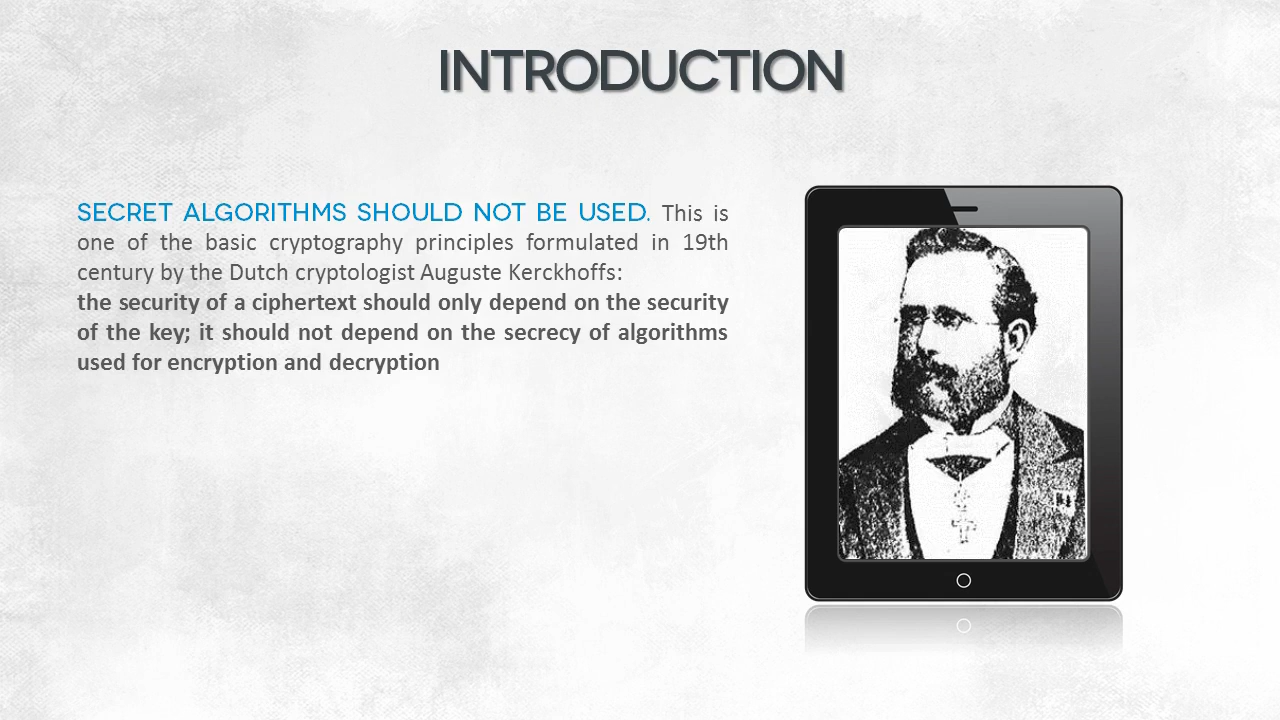 INTRODUCTION
SECRET ALGORITHMS SHOULD NOT BE USED. This is
one of the basic cryptography principles formulated in 19th
century by the Dutch cryptologist Auguste Kerckhoffs:
the security of a ciphertext should only depend on the security
of the key; it should not depend on the secrecy of algorithms
used for encryption and decryption